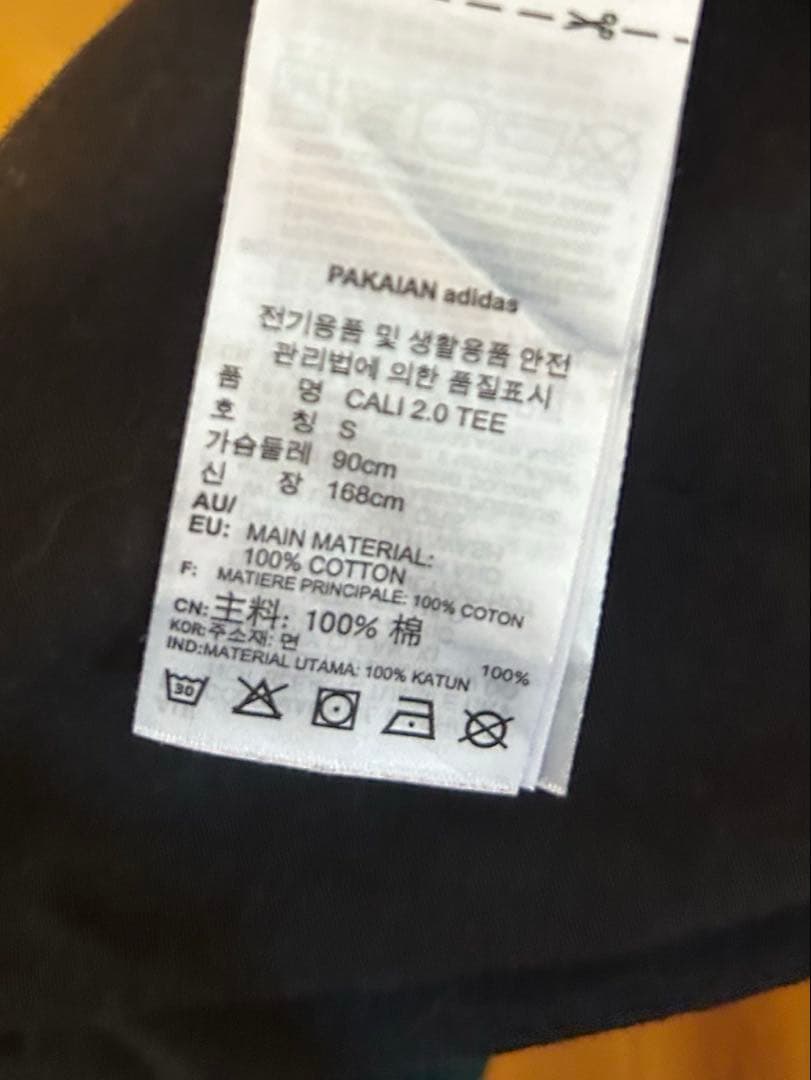 PAKAIAN adidas
전기용품 및 생활용품 안전
관리법에 의한 품질표시
품 명 CALI 2.0 TEE
호 칭 S
가슴둘레 90cm
신 장 168cm
AU/
EU: MAIN MATERIAL:
100% COTTON
F: MATIERE PRINCIPALE: 100% COTON
CN:主料: 100% 棉
KOR:주소재: 면 100%
IND:MATERIAL UTAMA: 100% KATUN
30